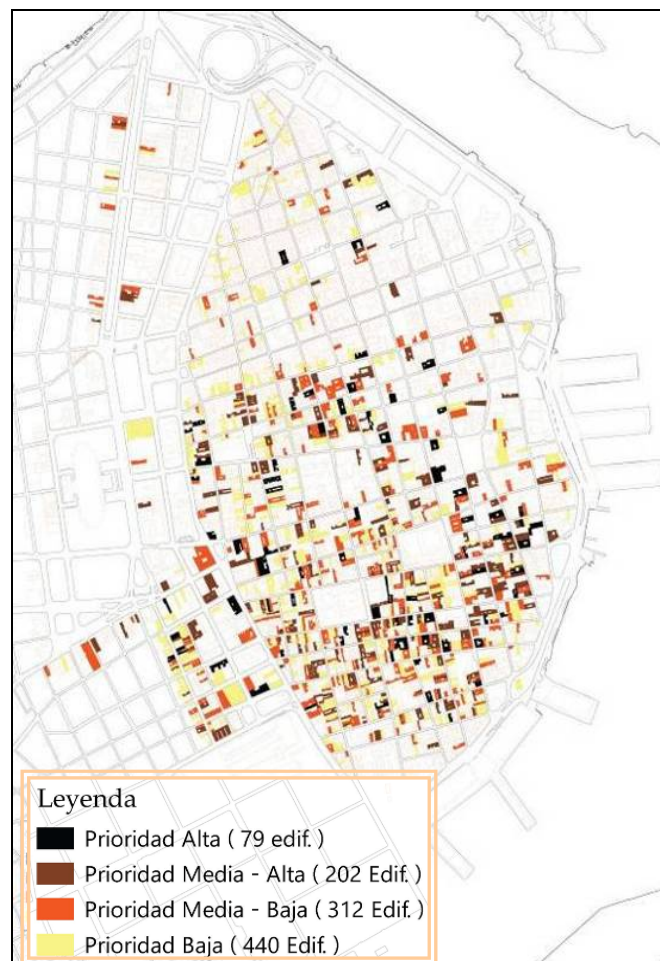 Leyenda
Prioridad Alta ( 79 edif. )
Prioridad Media - Alta ( 202 Edif. )
Prioridad Media - Baja ( 312 Edif. )
Prioridad Baja ( 440 Edif. )